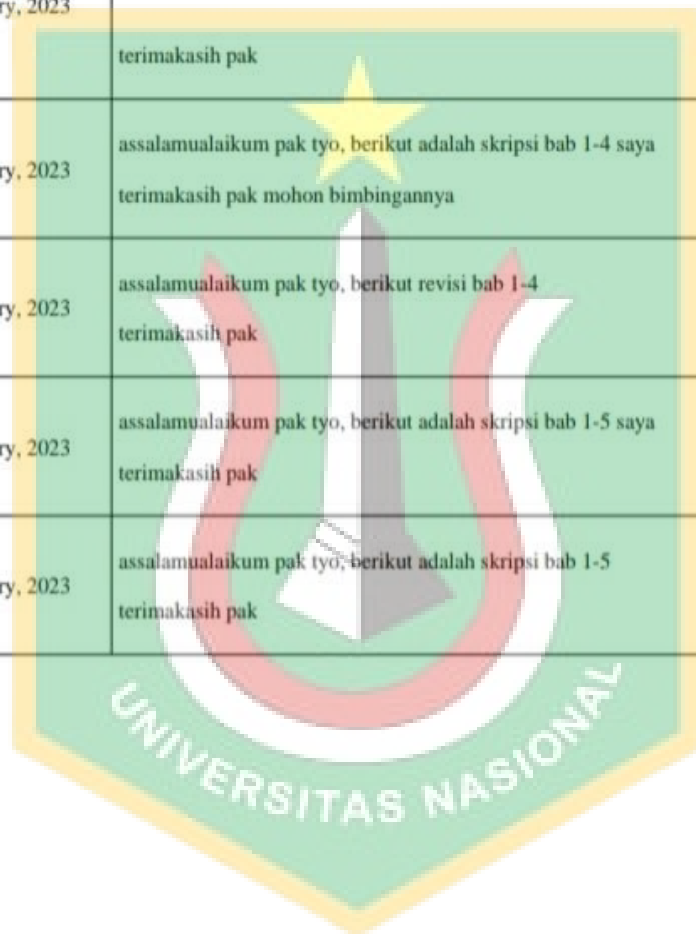 ry, 2023
terimakasih pak
ry, 2023
assalamualaikum pak tyo, berikut adalah skripsi bab 1-4 saya
terimakasih pak mohon bimbingannya
ry, 2023
assalamualaikum pak tyo, berikut revisi bab 1-4
terimakasih pak
ry, 2023
assalamualaikum pak tyo, berikut adalah skripsi bab 1-5 saya
terimakasih pak
ry, 2023
assalamualaikum pak tyo, berikut adalah skripsi bab 1-5
terimakasih pak
UNIVERSITAS NASIONAL